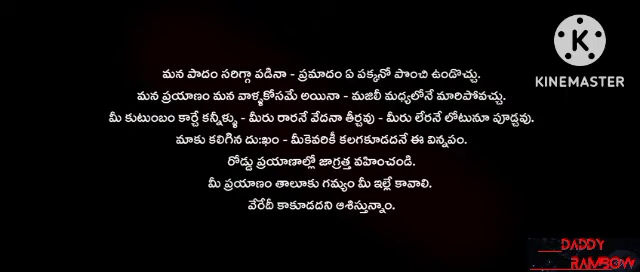 KINEMASTER
మన పాదం సరిగ్గా పడినా - ప్రమాదం ఏ పక్కనో పొంచి ఉండొచ్చు.
మన ప్రయాణం మన వాళ్ళకోసమే అయినా - మజిలీ మధ్యలోనే మారిపోవచ్చు.
మీ కుటుంబం కార్చే కన్నీళ్ళు - మీరు రారనే వేదనా తీర్చవు - మీరు లేరనే లోటునూ పూడ్చవు.
మాకు కలిగిన దు:ఖం - మీకెవరికీ కలగకూడదనే ఈ విన్నపం.
రోడ్డు ప్రయాణాల్లో జాగ్రత్త వహించండి.
మీ ప్రయాణం తాలూకు గమ్యం మీ ఇల్లే కావాలి.
వేరేదీ కాకూడదని ఆశిస్తున్నాం.
DADDY
RAMBOW